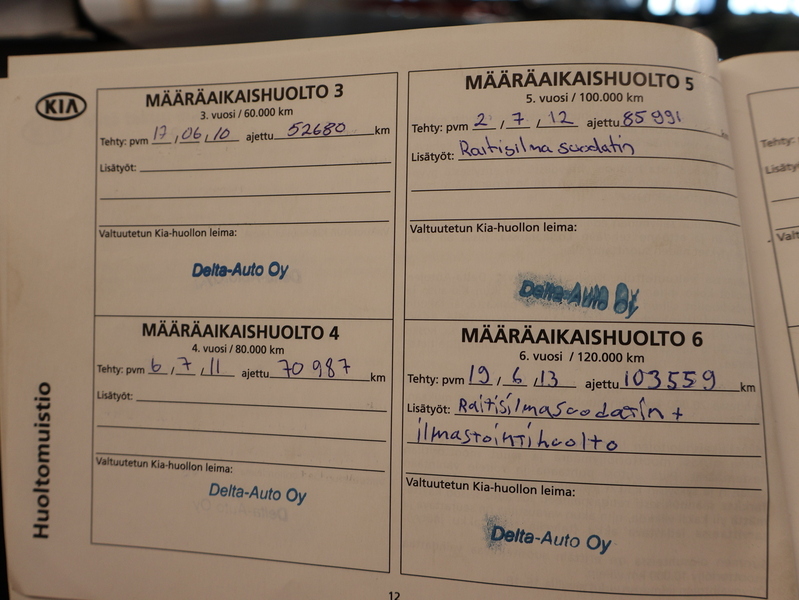 KIA
MÄÄRÄAIKAISHUOLTO 3
3. vuosi / 60.000 km
Tehty: pvm 17, 06, 10 ajettu 52680 km
Lisätyöt:
Valtuutetun Kia-huollon leima:
Delta-Auto Oy
MÄÄRÄAIKAISHUOLTO 4
4. vuosi / 80.000 km
Tehty: pvm 6, 7, 11 ajettu 70987 km
Lisätyöt:
Valtuutetun Kia-huollon leima:
Delta-Auto Oy
MÄÄRÄAIKAISHUOLTO 5
5. vuosi / 100.000 km
Tehty: pvm 2, 7, 12 ajettu 85991 km
Lisätyöt: Raitisilmasuodatin
Valtuutetun Kia-huollon leima:
Delta-Auto Oy
MÄÄRÄAIKAISHUOLTO 6
6. vuosi / 120.000 km
Tehty: pvm 19, 6, 13 ajettu 103559 km
Lisätyöt: Raitisilmasuodatin +
ilmastointihuolto
Valtuutetun Kia-huollon leima:
Delta-Auto Oy
Huoltomuistio
12
Tehty: